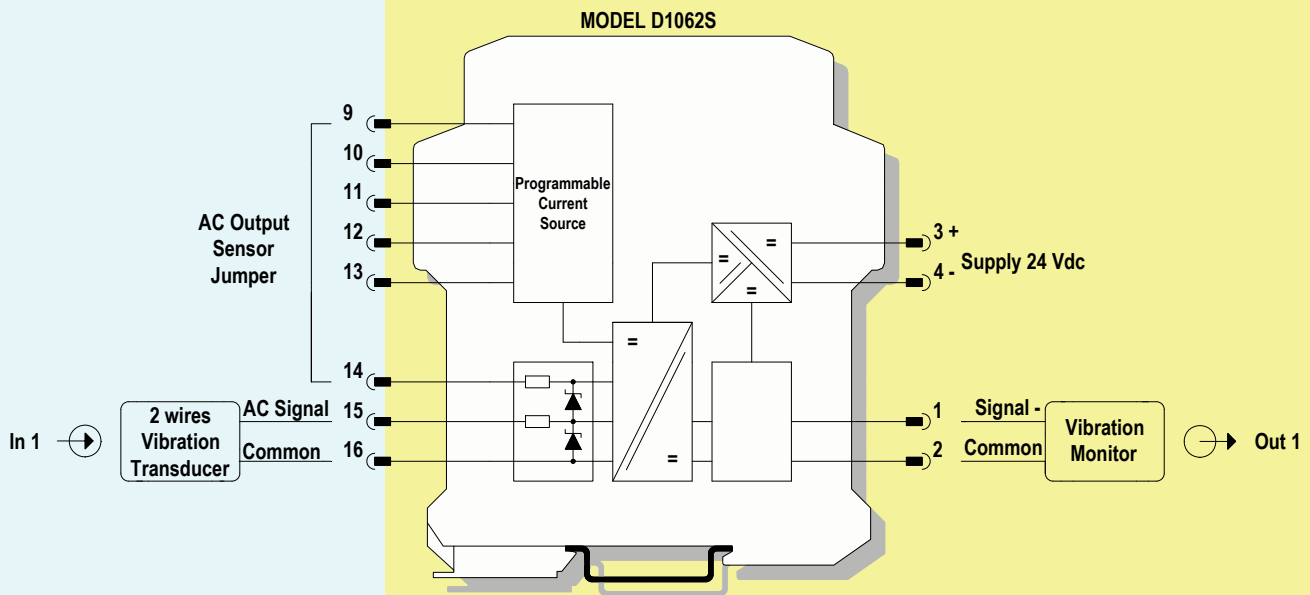 MODEL D1062S
9
10
11
12
13
14
15
16
AC Output
Sensor
Jumper
Programmable
Current
Source
=
=
=
=
=
3 +
4 -
Supply 24 Vdc
In 1
2 wires
Vibration
Transducer
AC Signal
Common
1
2
Signal -
Common
Vibration
Monitor
Out 1